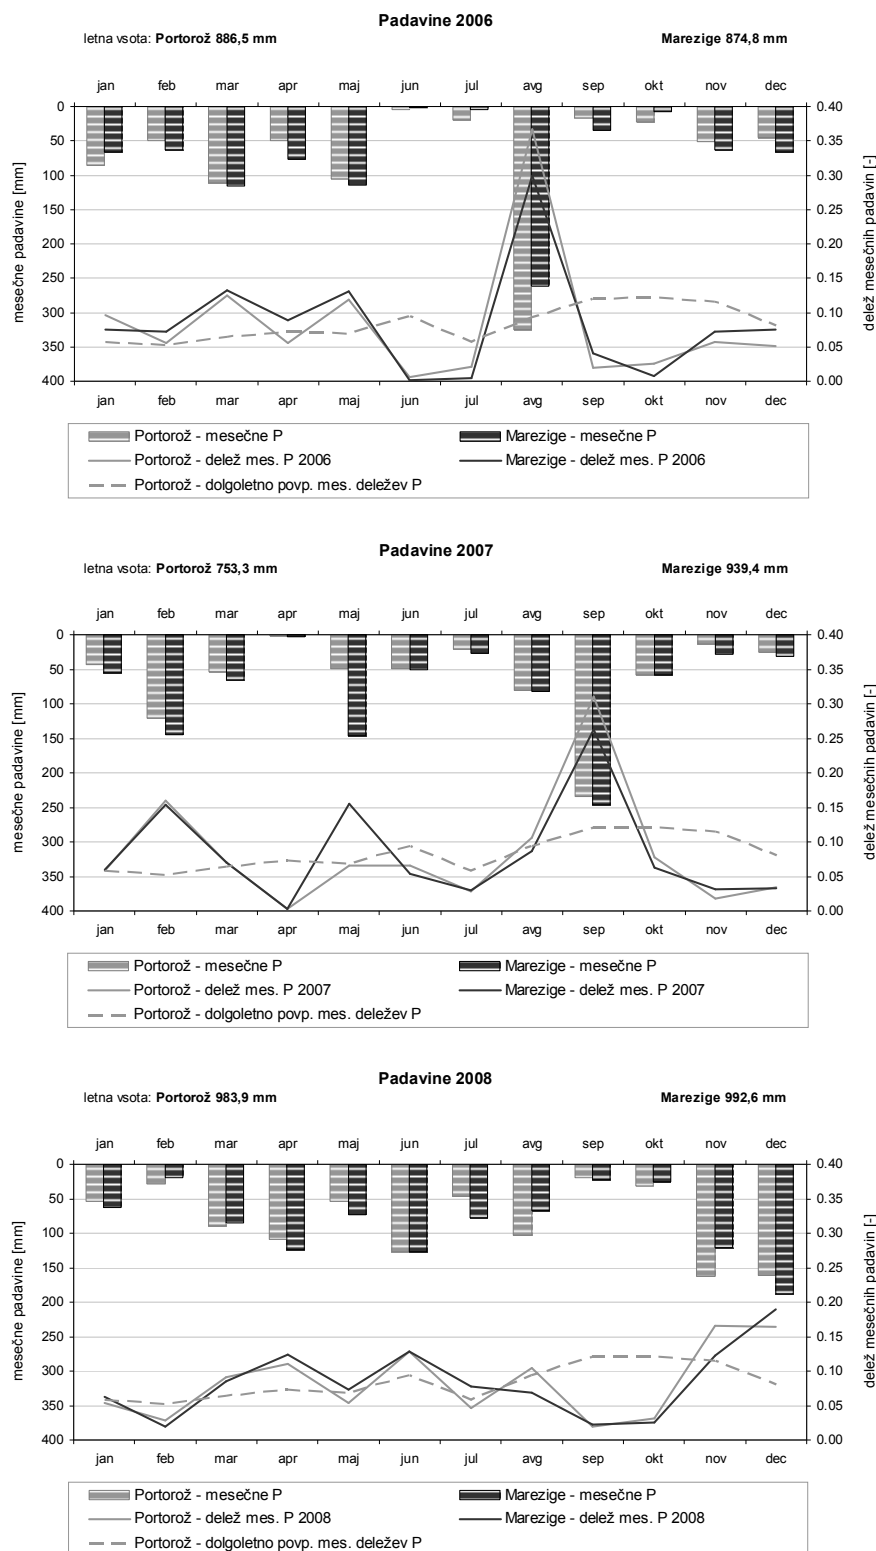 Padavine 2006
letna vsota: Portorož 886,5 mm Marezige 874,8 mm
jan feb mar apr maj jun jul avg sep okt nov dec
0 0.40
50 0.35
100 0.30
150 0.25
200 0.20
250 0.15
300 0.10
350 0.05
400 0.00
mesečne padavine [mm]
delež mesečnih padavin [-]
jan feb mar apr maj jun jul avg sep okt nov dec
Portorož - mesečne P Marezige - mesečne P
Portorož - delež mes. P 2006 Marezige - delež mes. P 2006
Portorož - dolgoletno povp. mes. deležev P
Padavine 2007
letna vsota: Portorož 753,3 mm Marezige 939,4 mm
jan feb mar apr maj jun jul avg sep okt nov dec
0 0.40
50 0.35
100 0.30
150 0.25
200 0.20
250 0.15
300 0.10
350 0.05
400 0.00
mesečne padavine [mm]
delež mesečnih padavin [-]
jan feb mar apr maj jun jul avg sep okt nov dec
Portorož - mesečne P Marezige - mesečne P
Portorož - delež mes. P 2007 Marezige - delež mes. P 2007
Portorož - dolgoletno povp. mes. deležev P
Padavine 2008
letna vsota: Portorož 983,9 mm Marezige 992,6 mm
jan feb mar apr maj jun jul avg sep okt nov dec
0 0.40
50 0.35
100 0.30
150 0.25
200 0.20
250 0.15
300 0.10
350 0.05
400 0.00
mesečne padavine [mm]
delež mesečnih padavin [-]
jan feb mar apr maj jun jul avg sep okt nov dec
Portorož - mesečne P Marezige - mesečne P
Portorož - delež mes. P 2008 Marezige - delež mes. P 2008
Portorož - dolgoletno povp. mes. deležev P